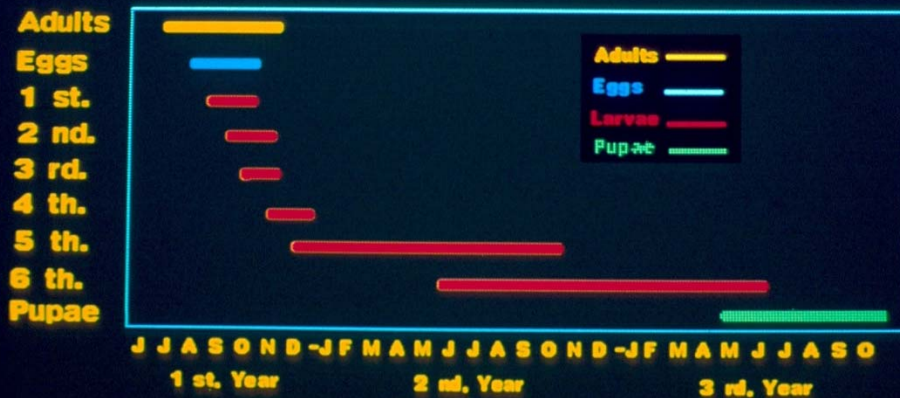 Adults
Eggs
1 st.
2 nd.
3 rd.
4 th.
5 th.
6 th.
Pupae
Adults
Eggs
Larvae
Pupae
J J A S O N D - J F M A M J J A S O N D - J F M A M J J A S O
1 st. Year 2 nd. Year 3 rd. Year